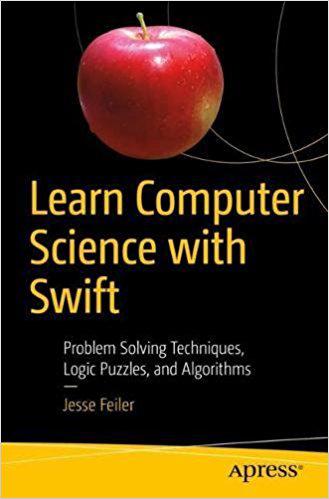 Learn Computer
Science with
Swift
Problem Solving Techniques,
Logic Puzzles, and Algorithms
Jesse Feiler
Apress®